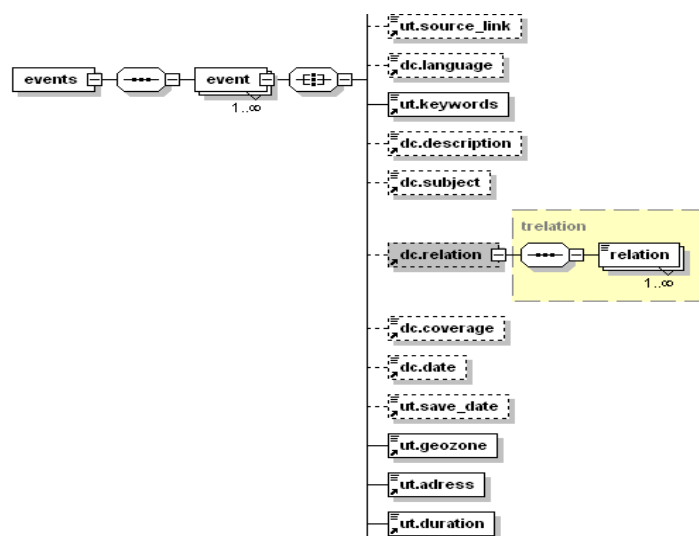 ut.source_link
dc.language
events
event
1..∞
ut.keywords
dc.description
dc.subject
trelation
dc.relation
relation
1..∞
dc.coverage
dc.date
ut.save_date
ut.geozone
ut.adress
ut.duration